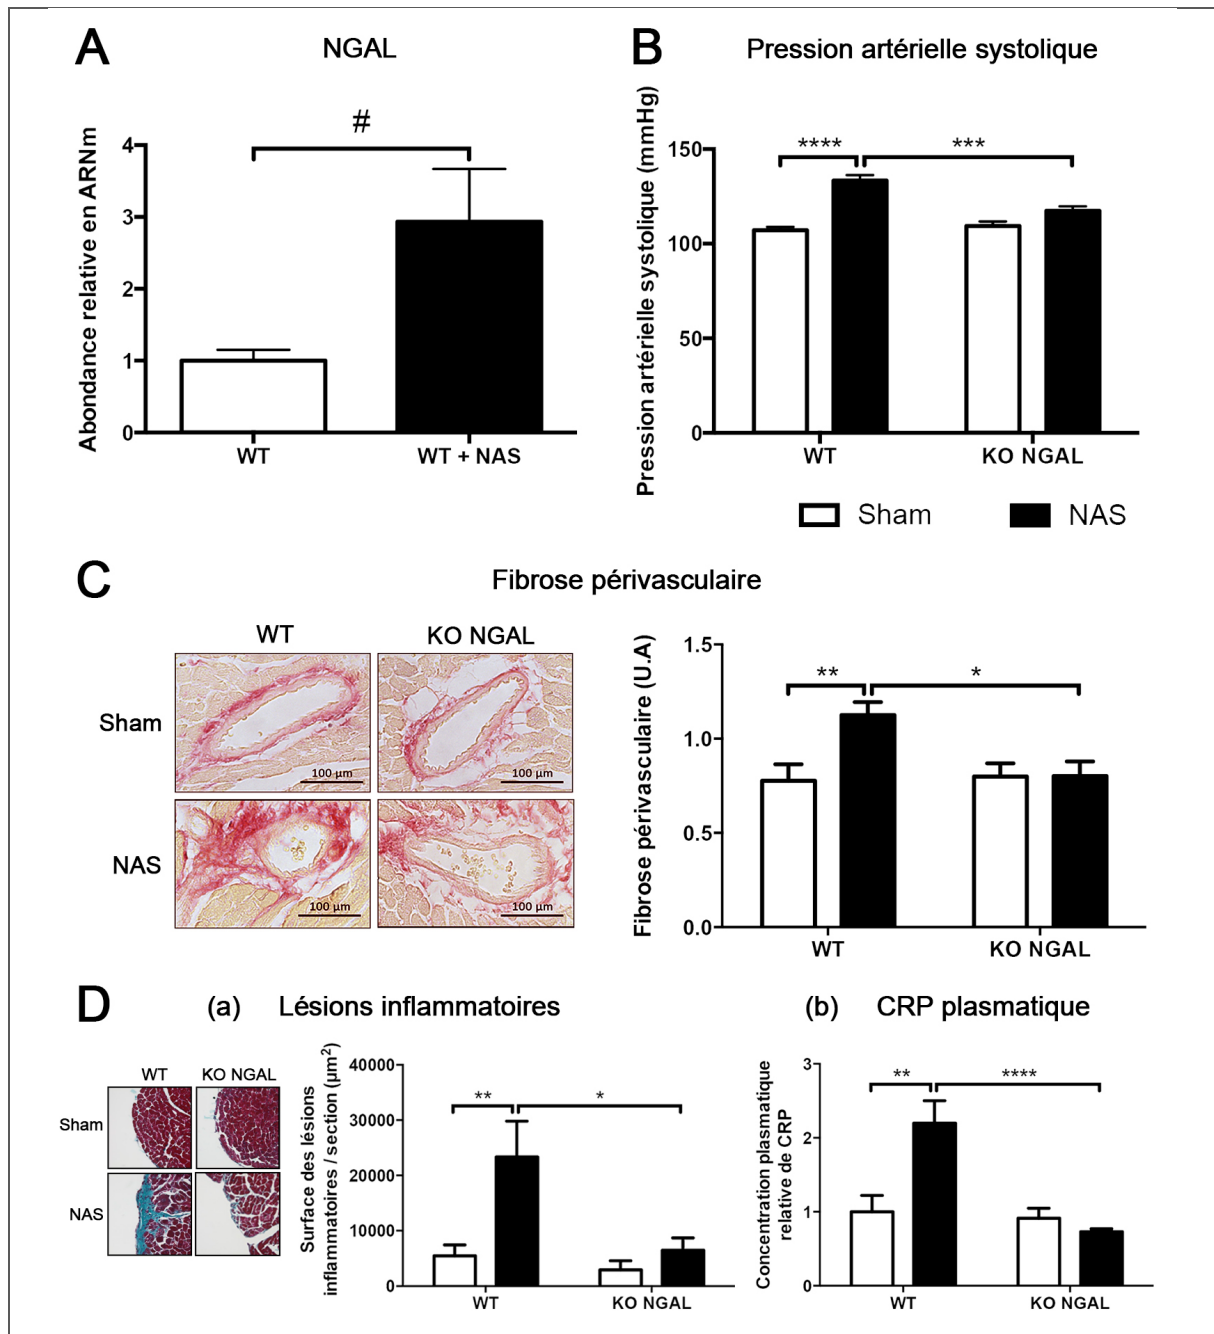 A
NGAL
Abondance relative en ARNm
4
3
2
1
0
#
WT
WT + NAS
B
Pression artérielle systolique
Pression artérielle systolique (mmHg)
150
100
50
0
****
***
WT
KO NGAL
Sham
NAS
C
Fibrose périvasculaire
WT
KO NGAL
Sham
100 µm
100 µm
NAS
100 µm
100 µm
Fibrose périvasculaire (U.A)
1.5
1.0
0.5
0.0
**
*
WT
KO NGAL
D
(a)
Lésions inflammatoires
WT
KO NGAL
Sham
NAS
Surface des lésions
inflammatoires / section (µm²)
40000
30000
20000
10000
0
**
*
WT
KO NGAL
(b)
CRP plasmatique
Concentration plasmatique
relative de CRP
3
2
1
0
**
****
WT
KO NGAL